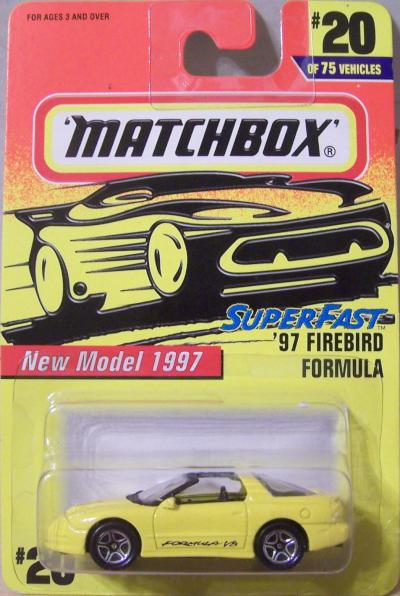 FOR AGES 3 AND OVER
#20
OF 75 VEHICLES
'MATCHBOX'®
SUPERFAST™
'97 FIREBIRD
FORMULA
New Model 1997
FORMULA V8
#20